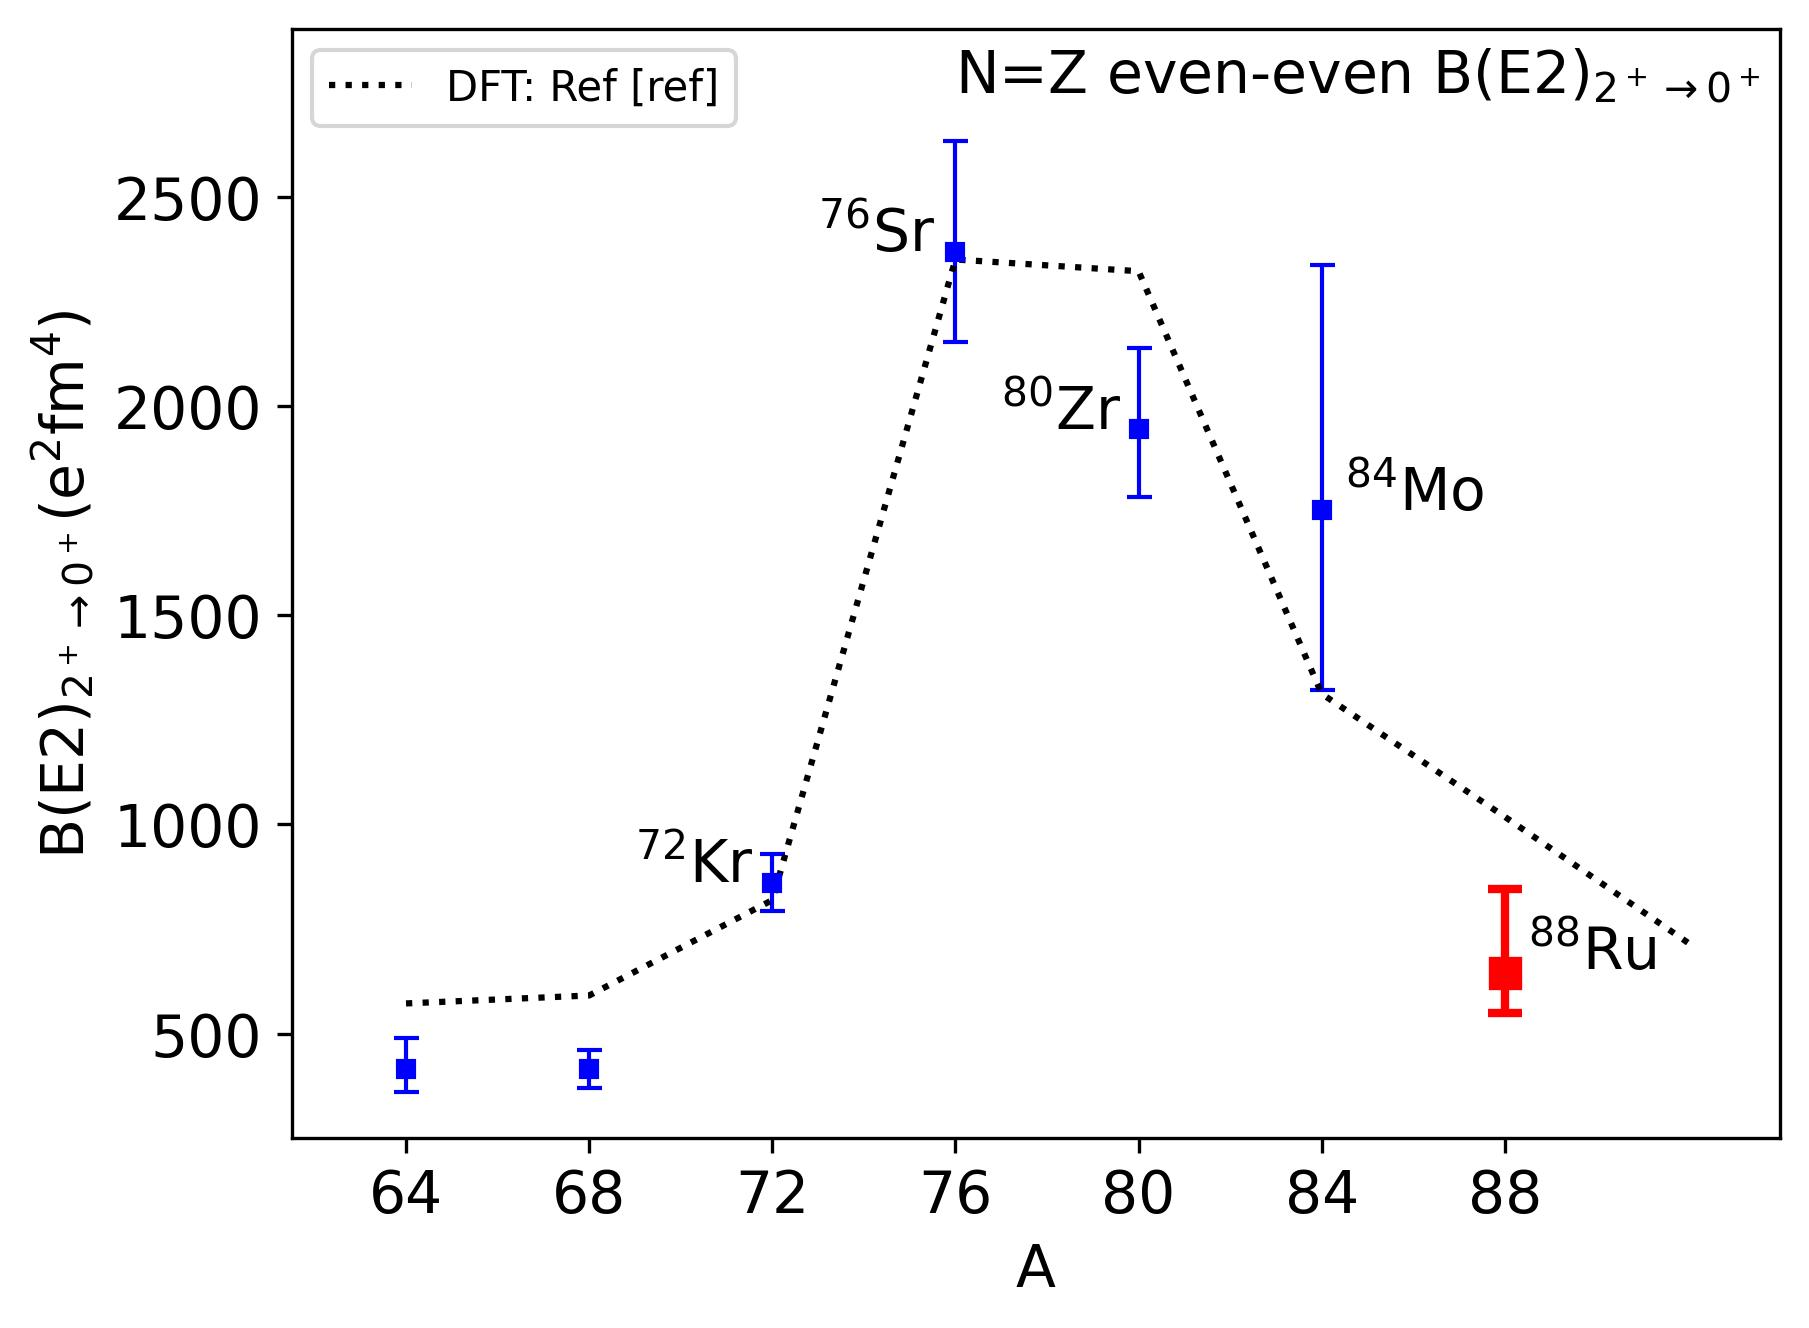 DFT: Ref [ref]
N=Z even-even B(E2)₂⁺→₀⁺
B(E2)₂⁺→₀⁺(e²fm⁴)
2500
2000
1500
1000
500
⁷⁶Sr
⁸⁰Zr
⁸⁴Mo
⁷²Kr
⁸⁸Ru
64 68 72 76 80 84 88
A